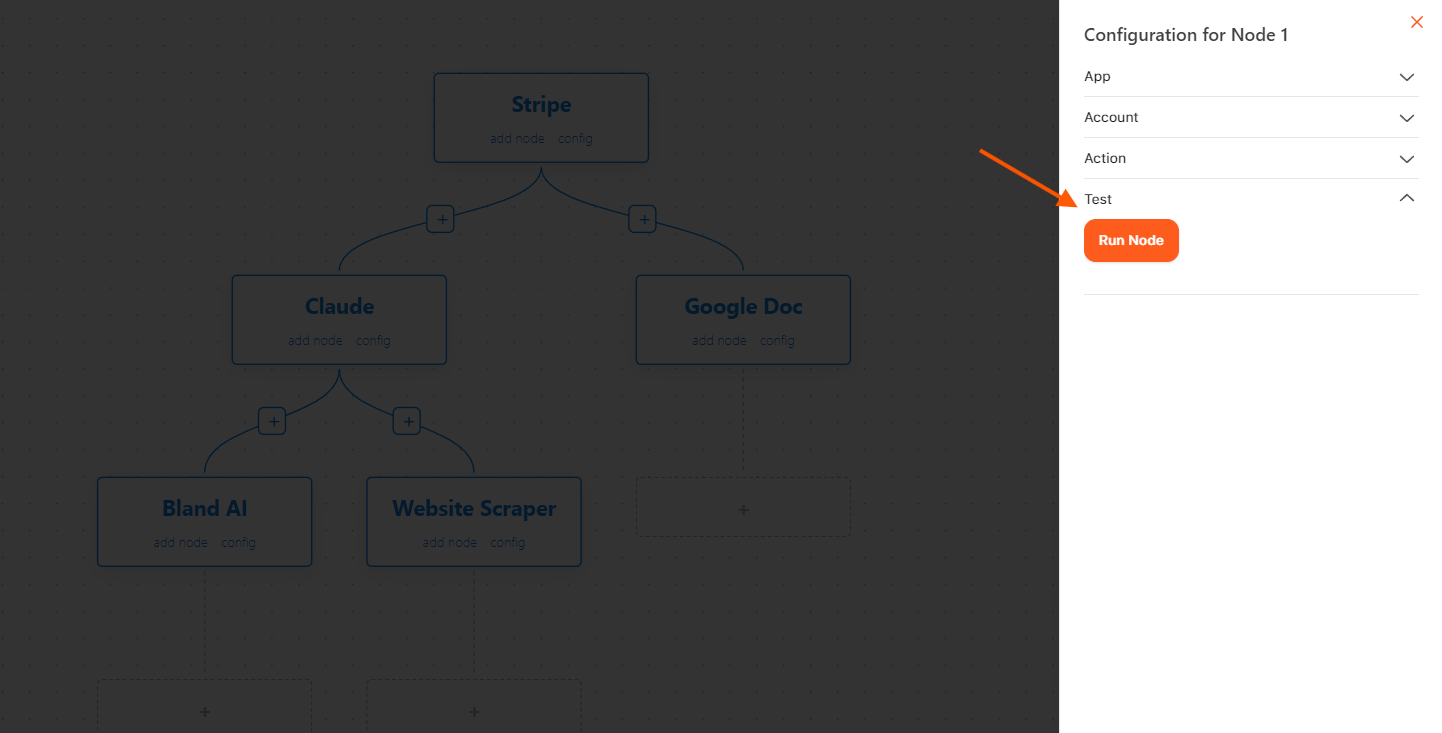 Stripe
add node config
Claude
add node config
Google Doc
add node config
Bland AI
add node config
Website Scraper
add node config
+
+
+
+
+
+
+
Configuration for Node 1
App
Account
Action
Test
Run Node